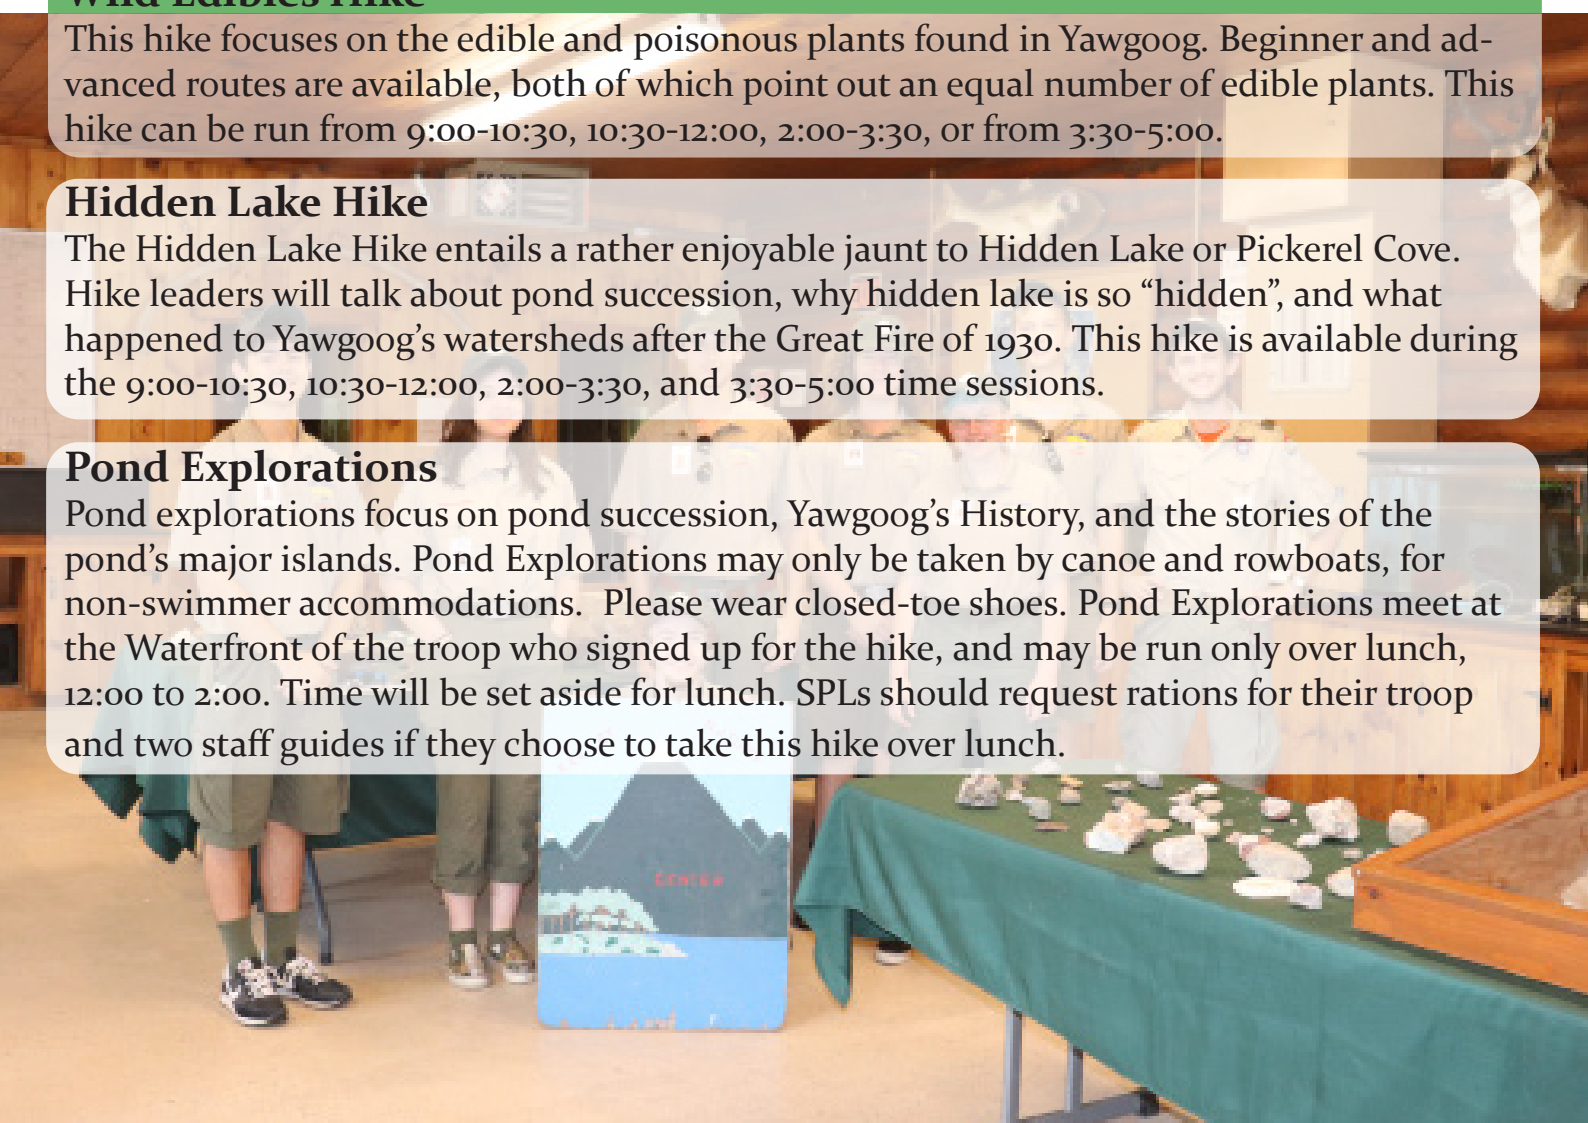 Wild Edibles Hike
This hike focuses on the edible and poisonous plants found in Yawgoog. Beginner and ad-
vanced routes are available, both of which point out an equal number of edible plants. This
hike can be run from 9:00-10:30, 10:30-12:00, 2:00-3:30, or from 3:30-5:00.
Hidden Lake Hike
The Hidden Lake Hike entails a rather enjoyable jaunt to Hidden Lake or Pickerel Cove.
Hike leaders will talk about pond succession, why hidden lake is so “hidden”, and what
happened to Yawgoog’s watersheds after the Great Fire of 1930. This hike is available during
the 9:00-10:30, 10:30-12:00, 2:00-3:30, and 3:30-5:00 time sessions.
Pond Explorations
Pond explorations focus on pond succession, Yawgoog’s History, and the stories of the
pond’s major islands. Pond Explorations may only be taken by canoe and rowboats, for
non-swimmer accommodations.  Please wear closed-toe shoes. Pond Explorations meet at
the Waterfront of the troop who signed up for the hike, and may be run only over lunch,
12:00 to 2:00. Time will be set aside for lunch. SPLs should request rations for their troop
and two staff guides if they choose to take this hike over lunch.
CENTER